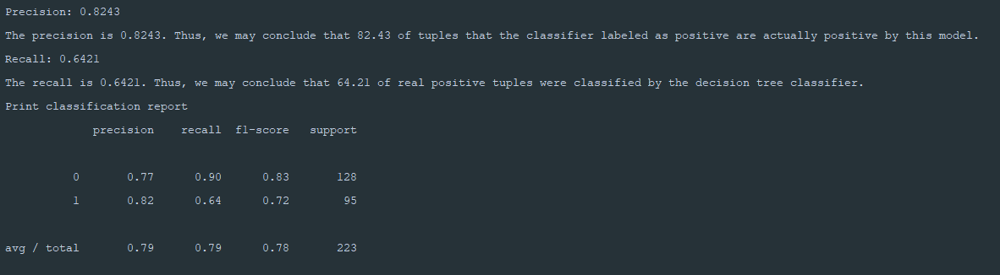 Precision: 0.8243
The precision is 0.8243. Thus, we may conclude that 82.43 of tuples that the classifier labeled as positive are actually positive by this model.
Recall: 0.6421
The recall is 0.6421. Thus, we may conclude that 64.21 of real positive tuples were classified by the decision tree classifier.
Print classification report
precision recall f1-score support
0 0.77 0.90 0.83 128
1 0.82 0.64 0.72 95
avg / total 0.79 0.79 0.78 223